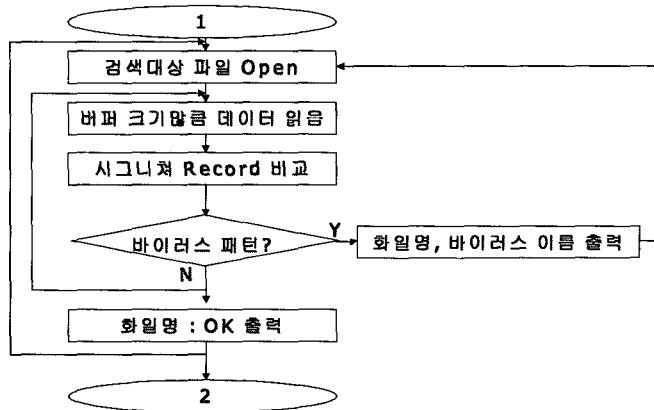 1
검색대상 파일 Open
버퍼 크기만큼 데이터 읽음
시그니쳐 Record 비교
바이러스 패턴?
Y
화일명, 바이러스 이름 출력
N
화일명 : OK 출력
2